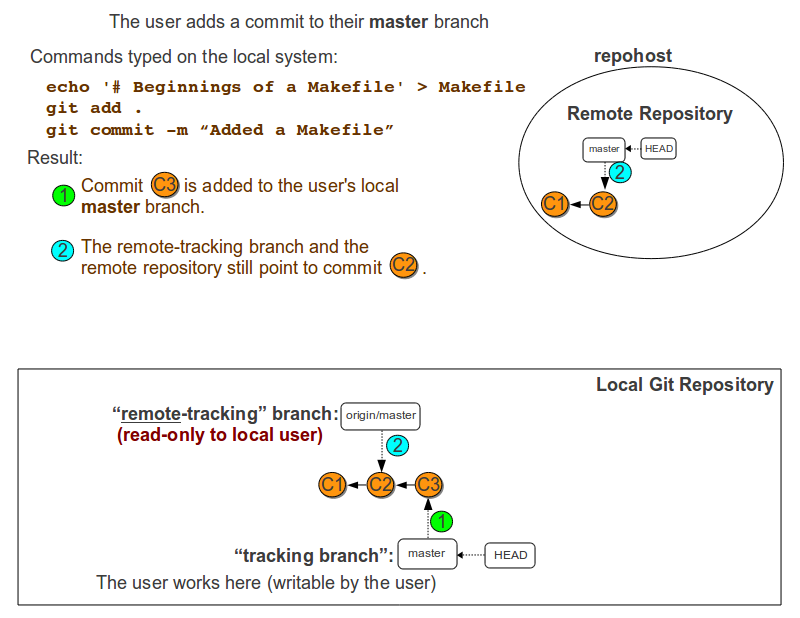 The user adds a commit to their master branch
Commands typed on the local system:
echo '# Beginnings of a Makefile' > Makefile
git add .
git commit -m “Added a Makefile”
Result:
1 Commit C3 is added to the user's local
master branch.
2 The remote-tracking branch and the
remote repository still point to commit C2 .
repohost
Remote Repository
master HEAD
2
C1 C2
Local Git Repository
“remote-tracking” branch: origin/master
(read-only to local user)
2
C1 C2 C3
1
“tracking branch”: master HEAD
The user works here (writable by the user)